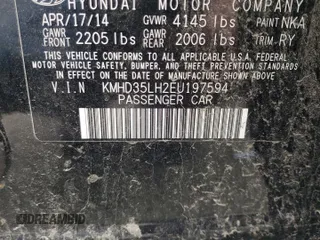 HYUNDAI MOTOR COMPANY
APR/17/14 GVWR 4145 lbs PAINT NKA
GAWR FRONT 2205 lbs GAWR REAR 2006 lbs TRIM RY
THIS VEHICLE CONFORMS TO ALL APPLICABLE FEDERAL
MOTOR VEHICLE SAFETY, BUMPER, AND THEFT PREVENTION STANDARDS
IN EFFECT ON THE DATE OF MANUFACTURE SHOWN ABOVE.
V.I.N KMHD35LH2EU197594
PASSENGER CAR
DREAMBID